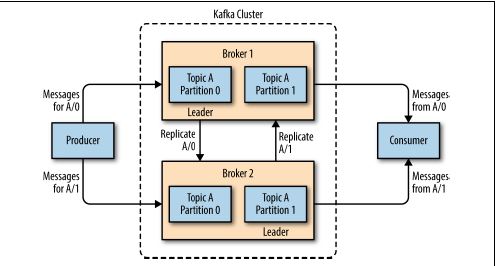 Kafka Cluster
Broker 1
Topic A
Partition 0
Topic A
Partition 1
Leader
Messages
for A/0
Messages
from A/0
Producer
Replicate
A/0
Replicate
A/1
Consumer
Messages
for A/1
Messages
from A/1
Broker 2
Topic A
Partition 0
Topic A
Partition 1
Leader